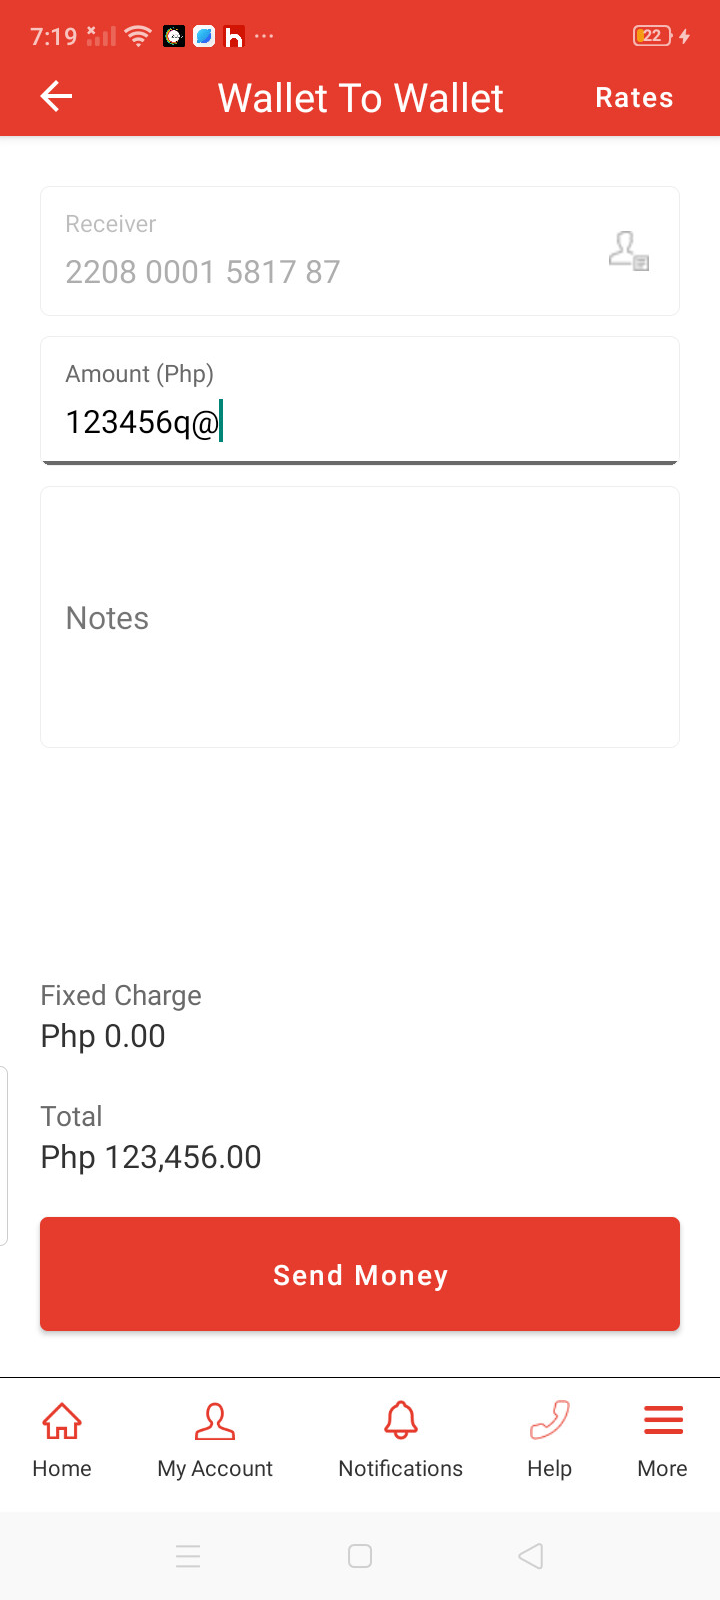 7:19 22
Wallet To Wallet Rates
Receiver
2208 0001 5817 87
Amount (Php)
123456q@
Notes
Fixed Charge
Php 0.00
Total
Php 123,456.00
Send Money
Home My Account Notifications Help More